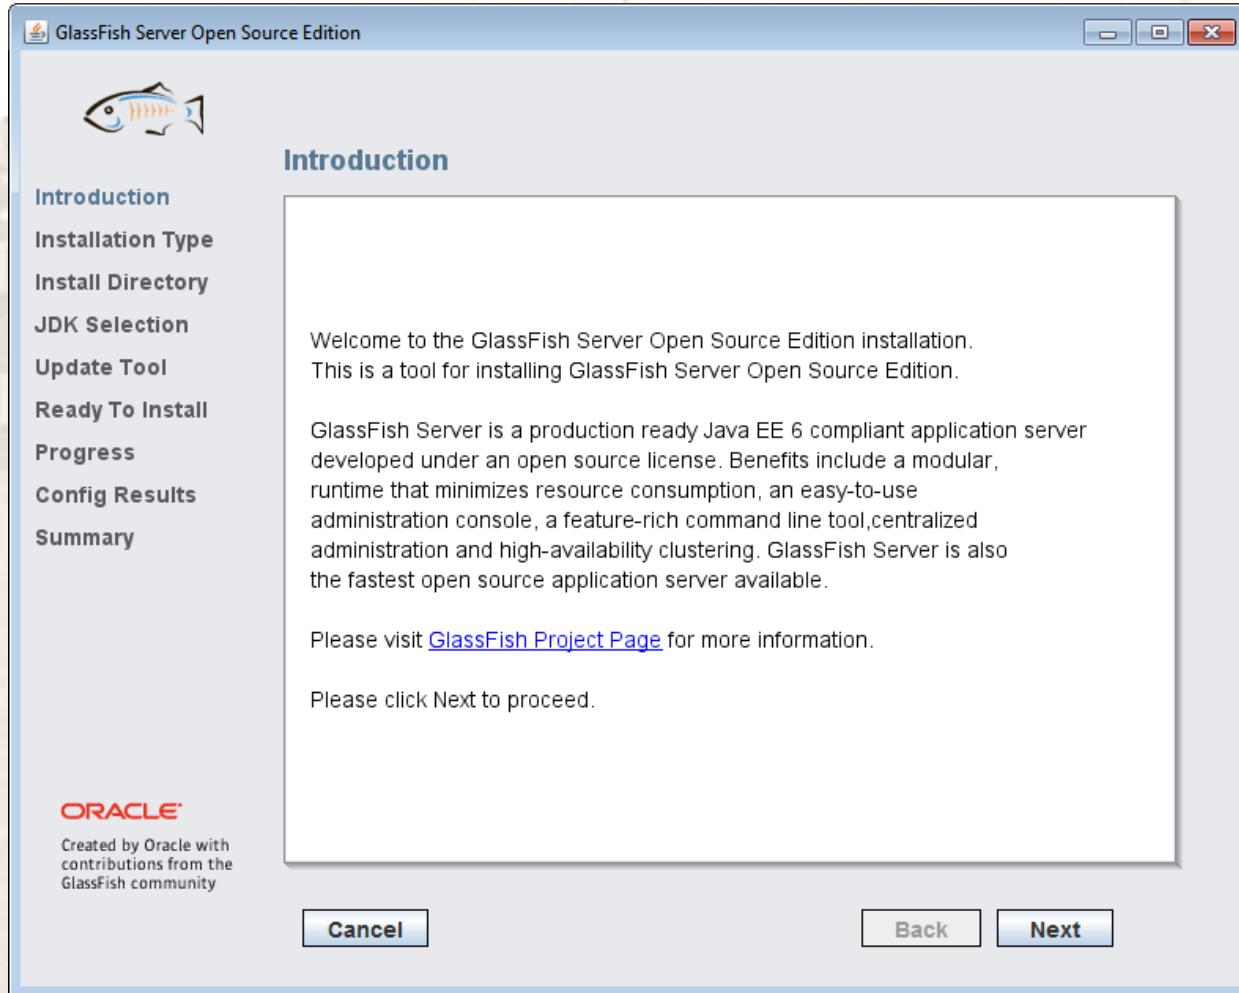 GlassFish Server Open Source Edition
Introduction
Introduction
Installation Type
Install Directory
JDK Selection
Update Tool
Ready To Install
Progress
Config Results
Summary
Welcome to the GlassFish Server Open Source Edition installation.
This is a tool for installing GlassFish Server Open Source Edition.
GlassFish Server is a production ready Java EE 6 compliant application server
developed under an open source license. Benefits include a modular,
runtime that minimizes resource consumption, an easy-to-use
administration console, a feature-rich command line tool,centralized
administration and high-availability clustering. GlassFish Server is also
the fastest open source application server available.
Please visit GlassFish Project Page for more information.
Please click Next to proceed.
ORACLE
Created by Oracle with
contributions from the
GlassFish community
Cancel
Back
Next